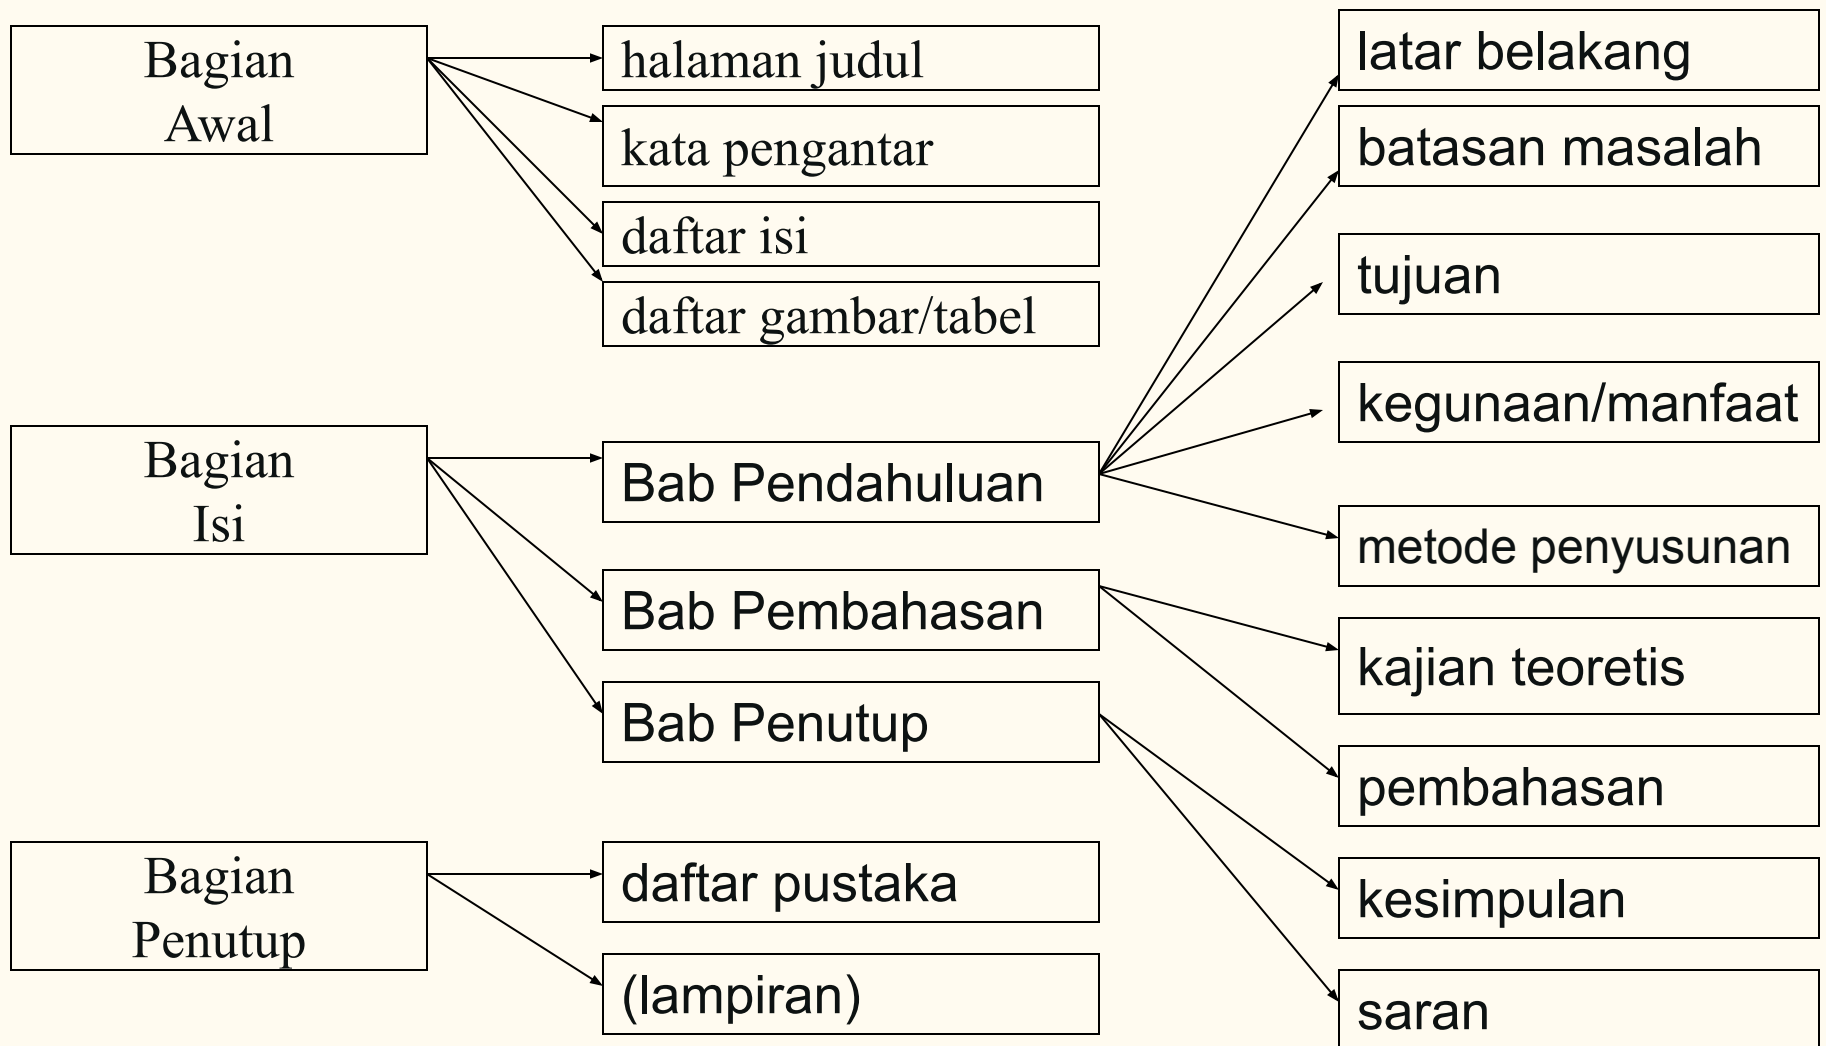 Bagian
Awal
halaman judul
kata pengantar
daftar isi
daftar gambar/tabel
Bagian
Isi
Bab Pendahuluan
latar belakang
batasan masalah
tujuan
kegunaan/manfaat
metode penyusunan
Bab Pembahasan
kajian teoretis
pembahasan
Bab Penutup
kesimpulan
saran
Bagian
Penutup
daftar pustaka
(lampiran)